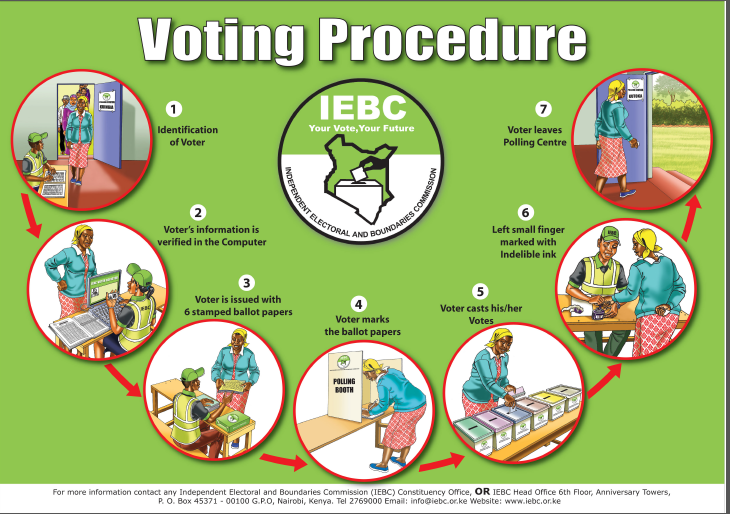 Voting Procedure
IEBC
Your Vote,Your Future
INDEPENDENT ELECTORAL AND BOUNDARIES COMMISSION
1
Identification
of Voter
2
Voter's information is
verified in the Computer
3
Voter is issued with
6 stamped ballot papers
4
Voter marks
the ballot papers
POLLING
BOOTH
5
Voter casts his/her
Votes
6
Left small finger
marked with
Indelible ink
7
Voter leaves
Polling Centre
KUINGIA
KUTOKA
IEBC
For more information contact any Independent Electoral and Boundaries Commission (IEBC) Constituency Office, OR IEBC Head Office 6th Floor, Anniversary Towers,
P. O. Box 45371 - 00100 G.P.O, Nairobi, Kenya. Tel 2769000 Email: info@iebc.or.ke Website: www.iebc.or.ke